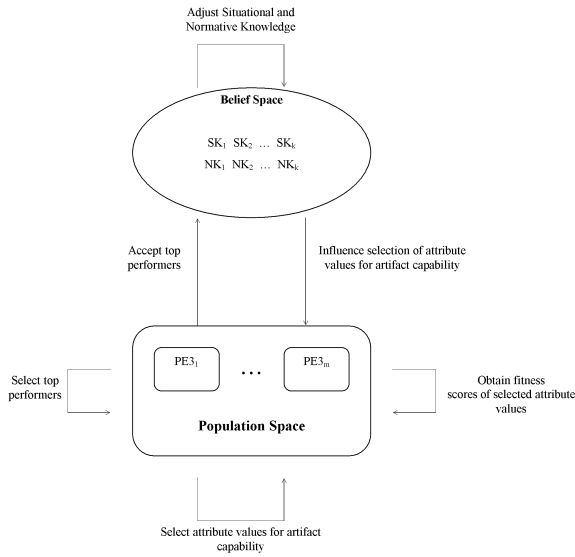 Adjust Situational and
Normative Knowledge
Belief Space
SK₁ SK₂ … SKₖ
NK₁ NK₂ … NKₖ
Accept top
performers
Influence selection of attribute
values for artifact capability
PE3₁ ... PE3ₘ
Population Space
Select top
performers
Obtain fitness
scores of selected attribute
values
Select attribute values for artifact
capability